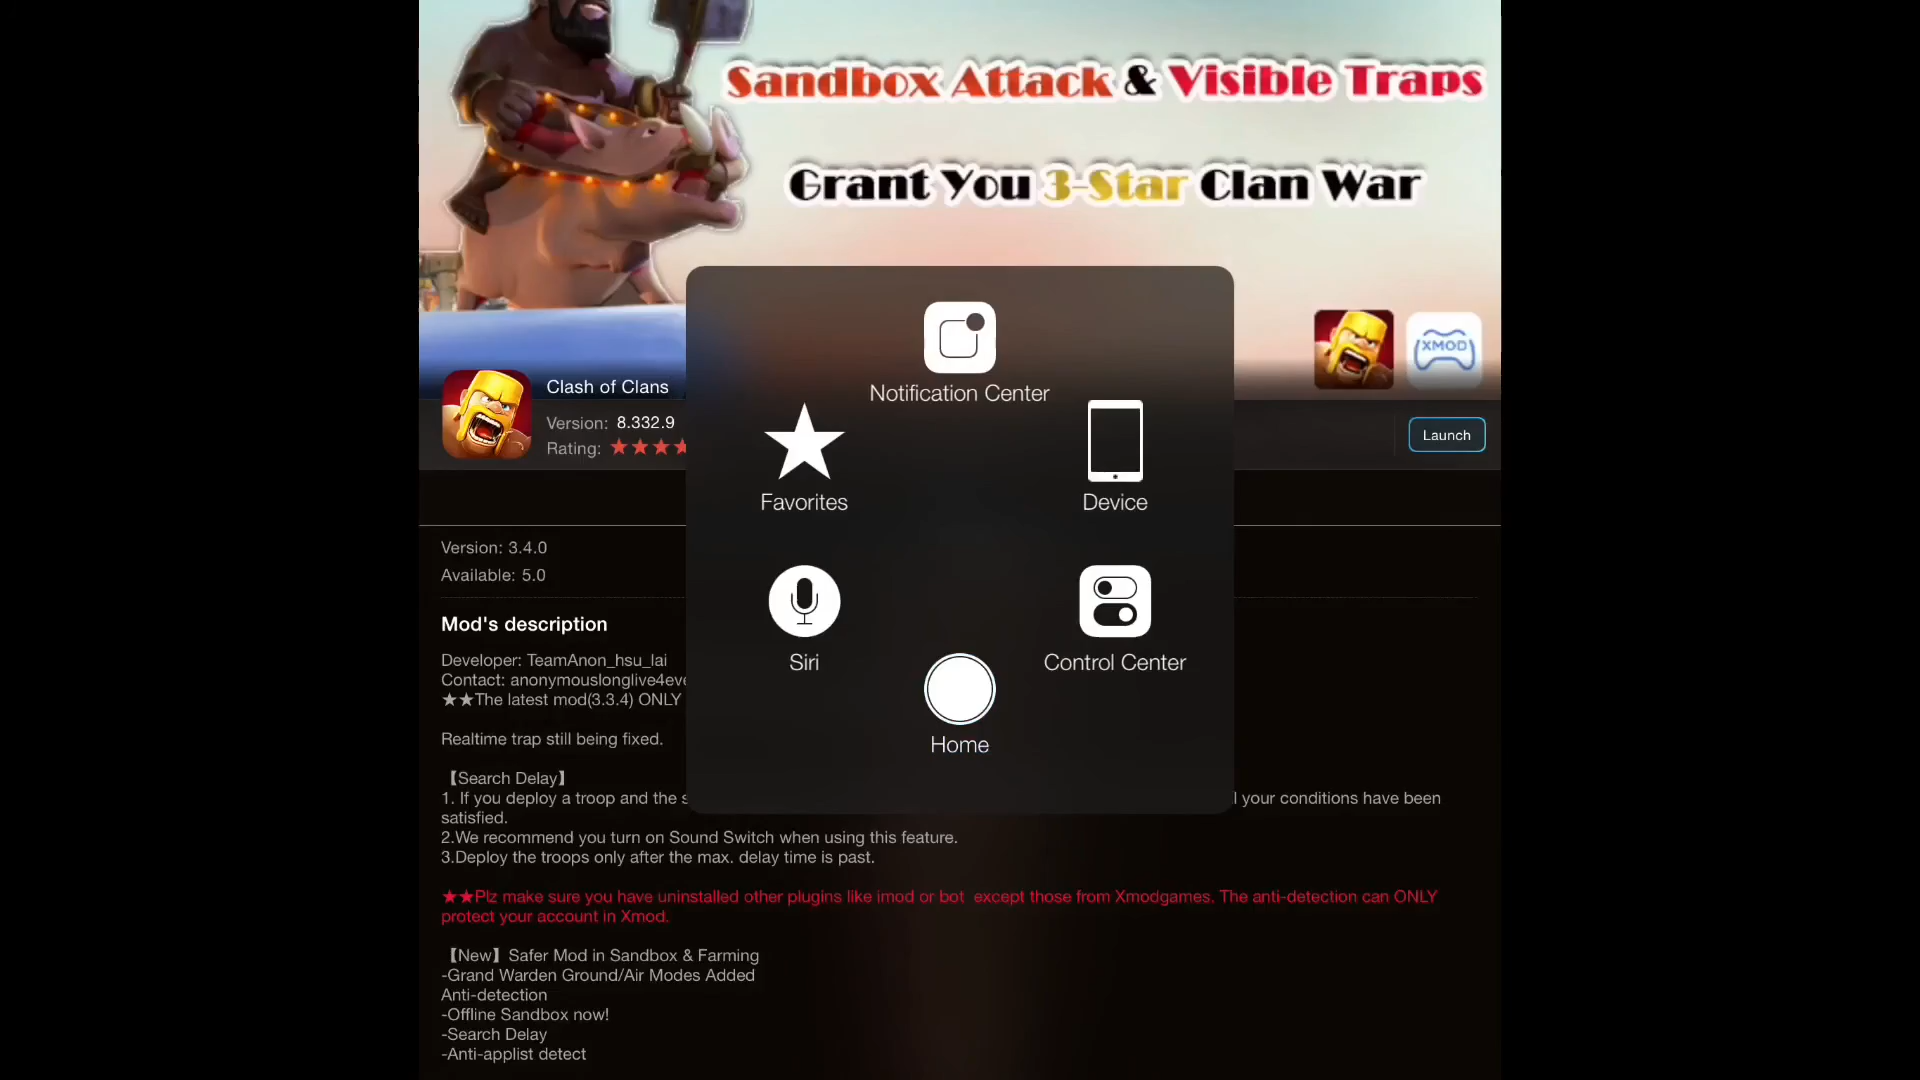 Sandbox Attack & Visible Traps
Grant You 3-Star Clan War
XMOD
Clash of Clans
Version: 8.332.9
Rating:
Launch
Notification Center
Favorites
Device
Siri
Control Center
Home
Version: 3.4.0
Available: 5.0
Mod's description
Developer: TeamAnon_hsu_lai
Contact: anonymouslonglive4eve
★★The latest mod(3.3.4) ONLY
Realtime trap still being fixed.
【Search Delay】
1. If you deploy a troop and the s
your conditions have been
satisfied.
2.We recommend you turn on Sound Switch when using this feature.
3.Deploy the troops only after the max. delay time is past.
★★Plz make sure you have uninstalled other plugins like imod or bot  except those from Xmodgames. The anti-detection can ONLY
protect your account in Xmod.
【New】Safer Mod in Sandbox & Farming
-Grand Warden Ground/Air Modes Added
Anti-detection
-Offline Sandbox now!
-Search Delay
-Anti-applist detect